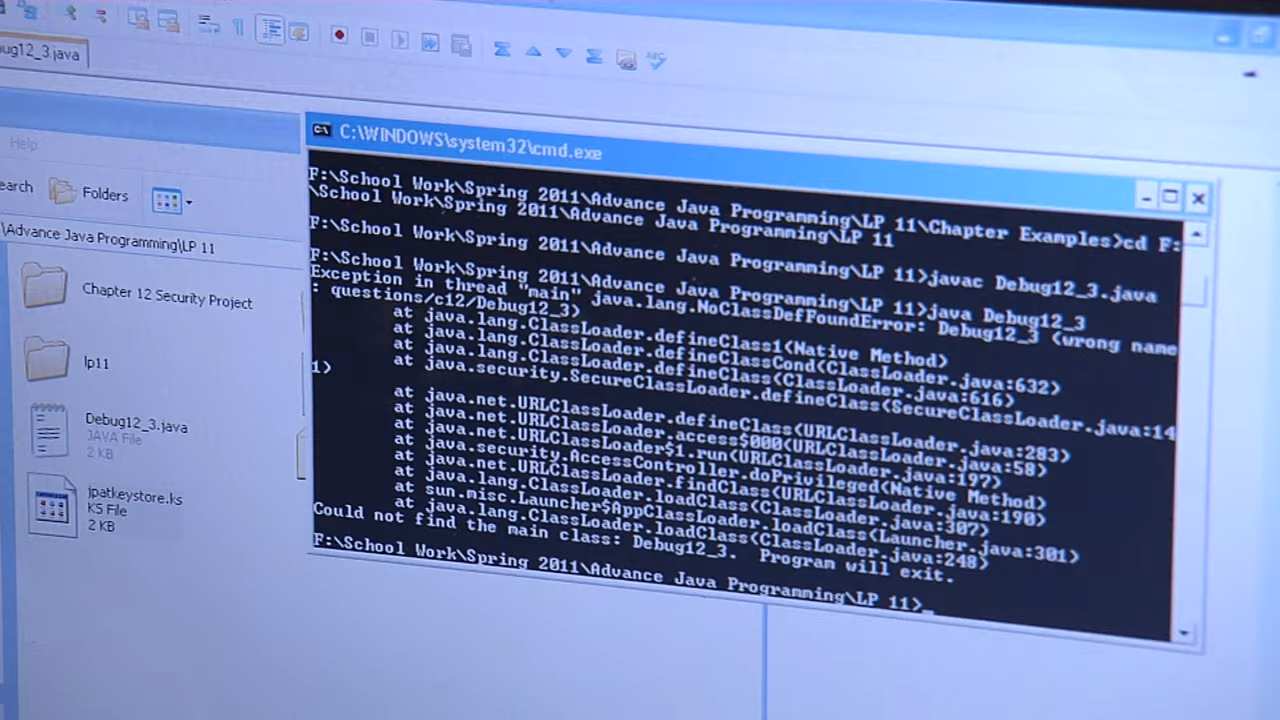 ug12_3.java
Help
earch
Folders
\Advance Java Programming\LP 11
Chapter 12 Security Project
lp11
Debug12_3.java
JAVA File
2 KB
jpatkeystore.ks
KS File
2 KB
C:\WINDOWS\system32\cmd.exe
F:\School Work\Spring 2011\Advance Java Programming\LP 11\Chapter Examples>cd F:
\School Work\Spring 2011\Advance Java Programming\LP 11
F:\School Work\Spring 2011\Advance Java Programming\LP 11>javac Debug12_3.java
F:\School Work\Spring 2011\Advance Java Programming\LP 11>java Debug12_3
Exception in thread "main" java.lang.NoClassDefFoundError: Debug12_3 (wrong name
: questions/c12/Debug12_3)
at java.lang.ClassLoader.defineClass1(Native Method)
at java.lang.ClassLoader.defineClassCond(ClassLoader.java:632)
at java.lang.ClassLoader.defineClass(ClassLoader.java:616)
at java.security.SecureClassLoader.defineClass(SecureClassLoader.java:14
1)
at java.net.URLClassLoader.defineClass(URLClassLoader.java:283)
at java.net.URLClassLoader.access$000(URLClassLoader.java:58)
at java.net.URLClassLoader$1.run(URLClassLoader.java:197)
at java.security.AccessController.doPrivileged(Native Method)
at java.net.URLClassLoader.findClass(URLClassLoader.java:190)
at java.lang.ClassLoader.loadClass(ClassLoader.java:307)
at sun.misc.Launcher$AppClassLoader.loadClass(Launcher.java:301)
at java.lang.ClassLoader.loadClass(ClassLoader.java:248)
Could not find the main class: Debug12_3. Program will exit.
F:\School Work\Spring 2011\Advance Java Programming\LP 11>_